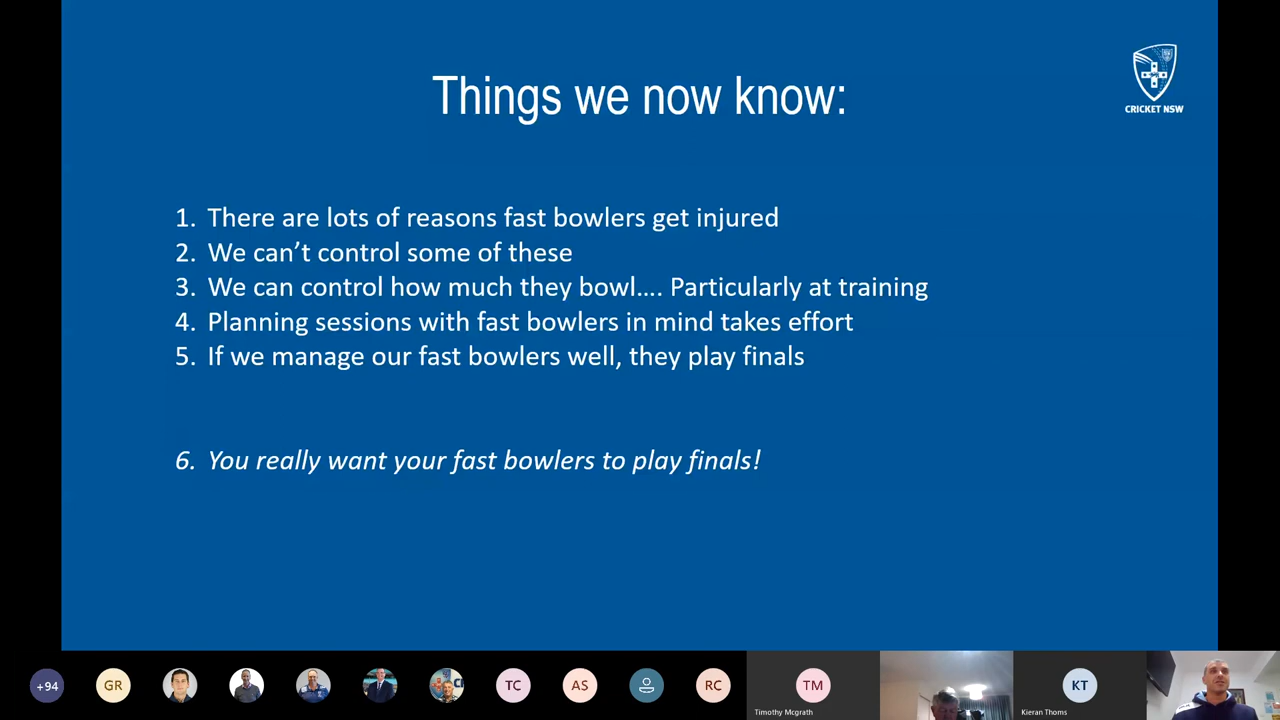 Things we now know:
CRICKET NSW
1. There are lots of reasons fast bowlers get injured
2. We can’t control some of these
3. We can control how much they bowl…. Particularly at training
4. Planning sessions with fast bowlers in mind takes effort
5. If we manage our fast bowlers well, they play finals
6. You really want your fast bowlers to play finals!
+94
GR
TC
AS
RC
TM
Timothy Mcgrath
KT
Kieran Thoms